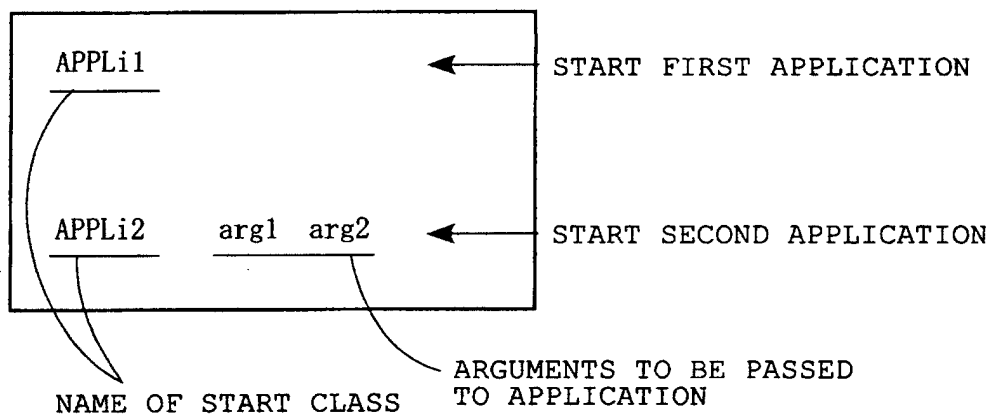 APPLi1
START FIRST APPLICATION
APPLi2 arg1 arg2
START SECOND APPLICATION
ARGUMENTS TO BE PASSED
TO APPLICATION
NAME OF START CLASS